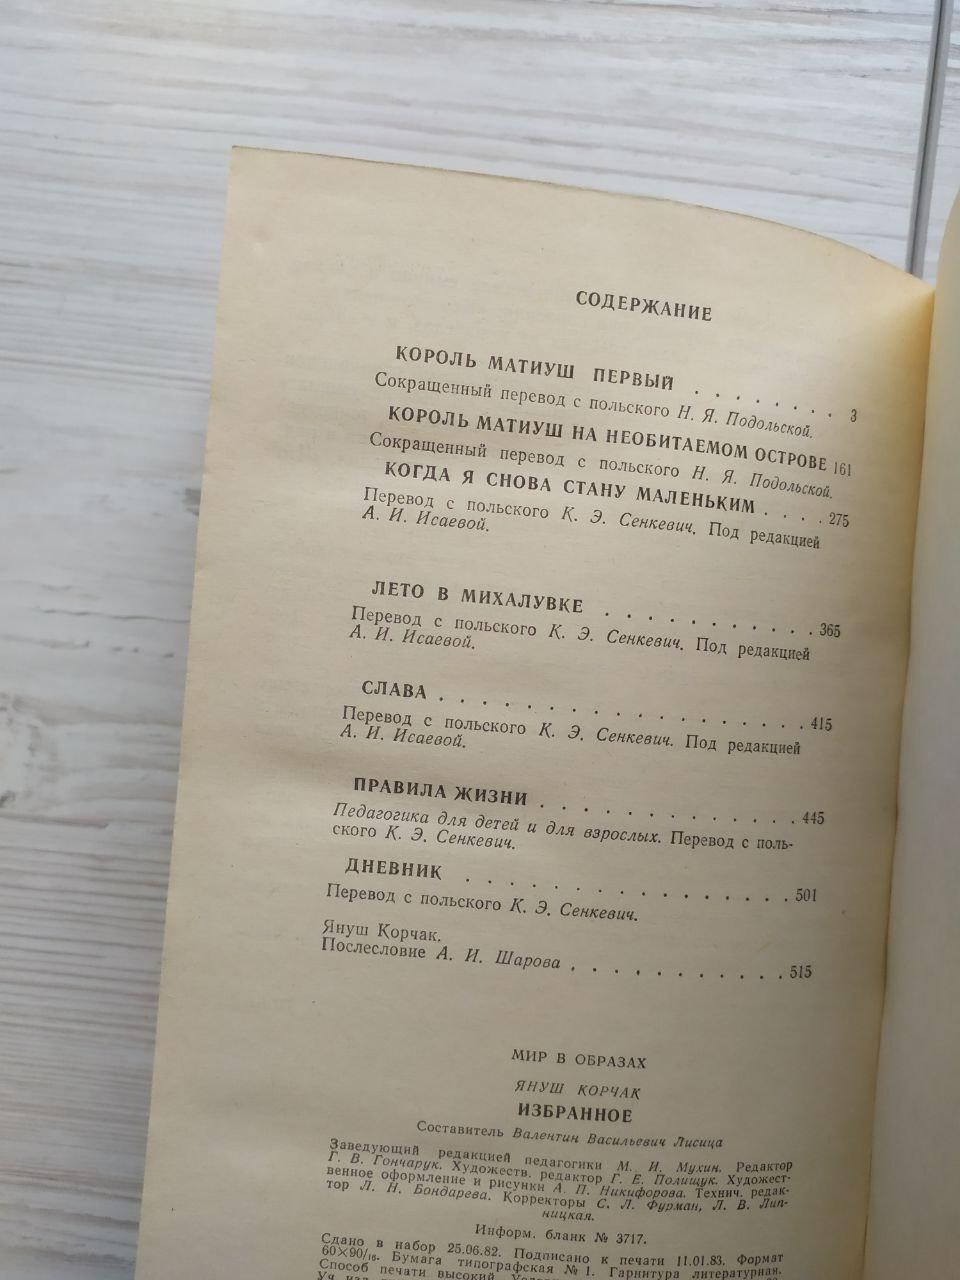 СОДЕРЖАНИЕ
КОРОЛЬ МАТИУШ ПЕРВЫЙ . . . . . . . . 3
Сокращенный перевод с польского Н. Я. Подольской.
КОРОЛЬ МАТИУШ НА НЕОБИТАЕМОМ ОСТРОВЕ 161
Сокращенный перевод с польского Н. Я. Подольской.
КОГДА Я СНОВА СТАНУ МАЛЕНЬКИМ . . . . 275
Перевод с польского К. Э. Сенкевич. Под редакцией
А. И. Исаевой.
ЛЕТО В МИХАЛУВКЕ . . . . . . . . . . . 365
Перевод с польского К. Э. Сенкевич. Под редакцией
А. И. Исаевой.
СЛАВА . . . . . . . . . . . . . . . . . 415
Перевод с польского К. Э. Сенкевич. Под редакцией
А. И. Исаевой.
ПРАВИЛА ЖИЗНИ . . . . . . . . . . . . 445
Педагогика для детей и для взрослых. Перевод с поль-
ского К. Э. Сенкевич.
ДНЕВНИК . . . . . . . . . . . . . . . 501
Перевод с польского К. Э. Сенкевич.
Януш Корчак.
Послесловие А. И. Шарова . . . . . . . . . . . 515
МИР В ОБРАЗАХ
ЯНУШ КОРЧАК
ИЗБРАННОЕ
Составитель Валентин Васильевич Лисица
Заведующий редакцией педагогики М. И. Мухин. Редактор
Г. В. Гончарук. Художеств. редактор Г. Е. Полищук. Художест-
венное оформление и рисунки А. П. Никифорова. Технич. редак-
тор Л. Н. Бондарева. Корректоры С. Л. Фурман, Л. В. Лип-
ницкая.
Информ. бланк № 3717.
Сдано в набор 25.06.82. Подписано к печати 11.01.83. Формат
60×90/16. Бумага типографская № 1. Гарнитура литературная.
Способ печати высокий.